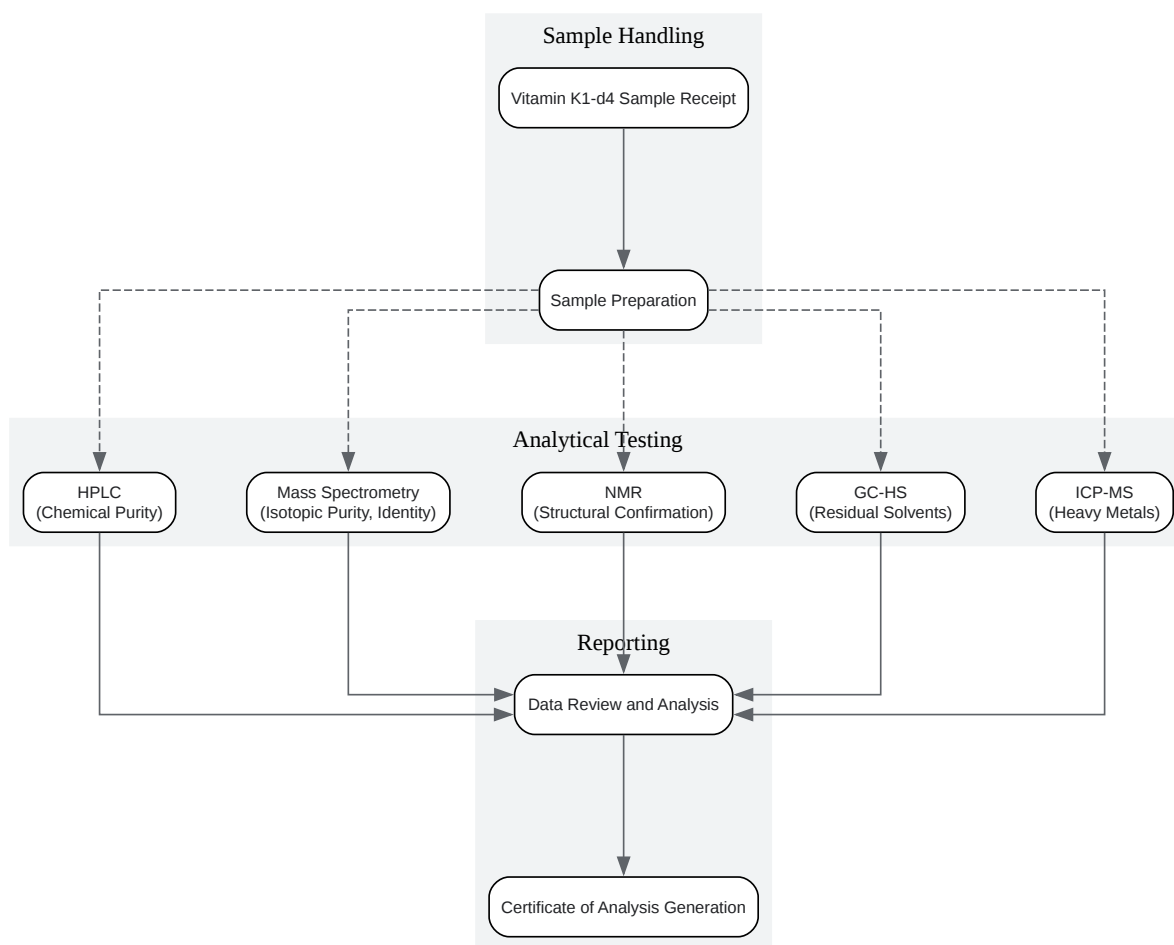 Sample Handling
Vitamin K1-d4 Sample Receipt
Sample Preparation
Analytical Testing
HPLC
(Chemical Purity)
Mass Spectrometry
(Isotopic Purity, Identity)
NMR
(Structural Confirmation)
GC-HS
(Residual Solvents)
ICP-MS
(Heavy Metals)
Reporting
Data Review and Analysis
Certificate of Analysis Generation